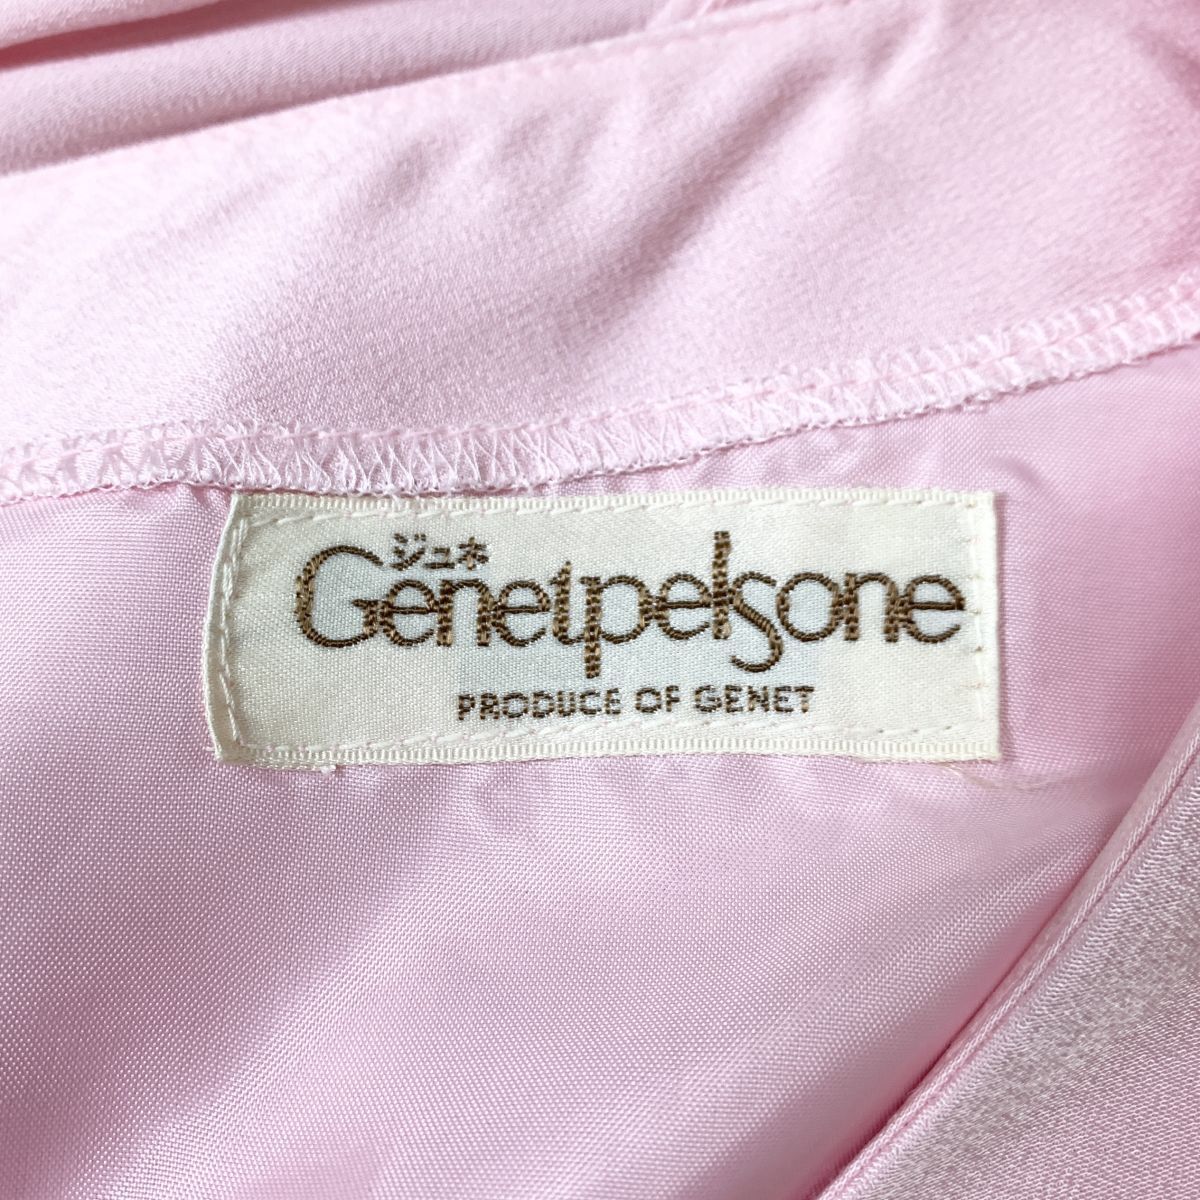 ジュネ
Genetpelsone
PRODUCE OF GENET